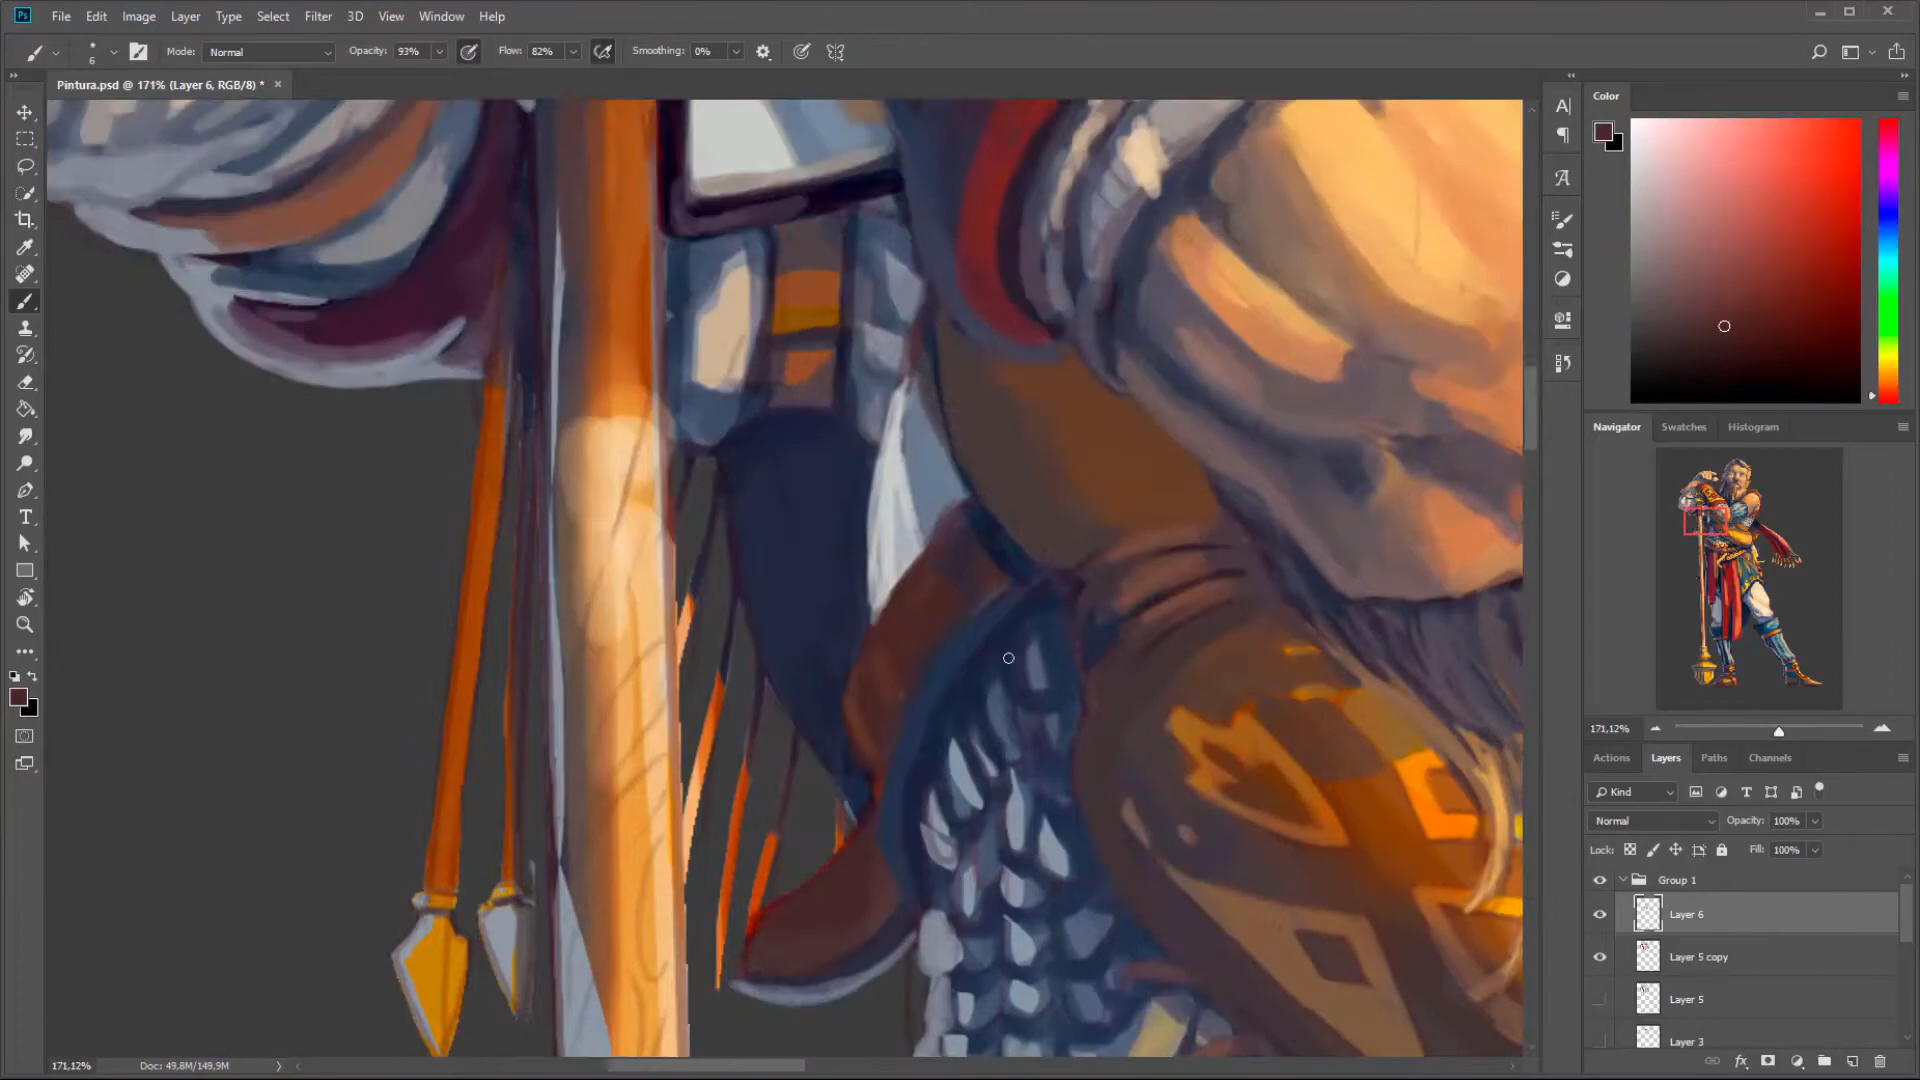 Ps File Edit Image Layer Type Select Filter 3D View Window Help
6 Mode: Normal Opacity: 93% Flow: 82% Smoothing: 0%
Pintura.psd @ 171% (Layer 6, RGB/8) * ×
Color
Navigator Swatches Histogram
171,12%
Actions Layers Paths Channels
Kind
Normal Opacity: 100%
Lock: Fill: 100%
Group 1
Layer 6
Layer 5 copy
Layer 5
Layer 3
fx
171,12% Doc: 49,8M/149,9M